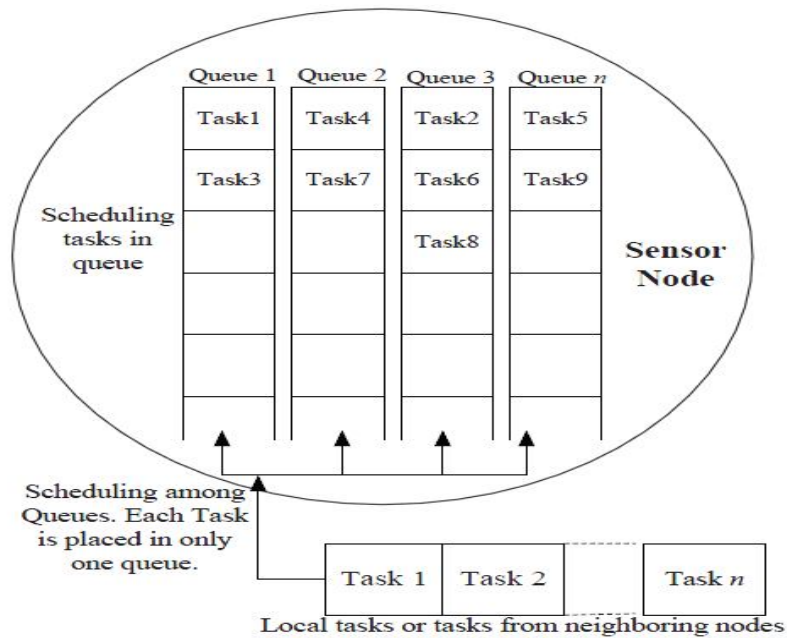 Queue 1 Queue 2 Queue 3 Queue n
Task1 Task4 Task2 Task5
Task3 Task7 Task6 Task9
Task8
Scheduling
tasks in
queue
Sensor
Node
Scheduling among
Queues. Each Task
is placed in only
one queue.
Task 1 Task 2 Task n
Local tasks or tasks from neighboring nodes